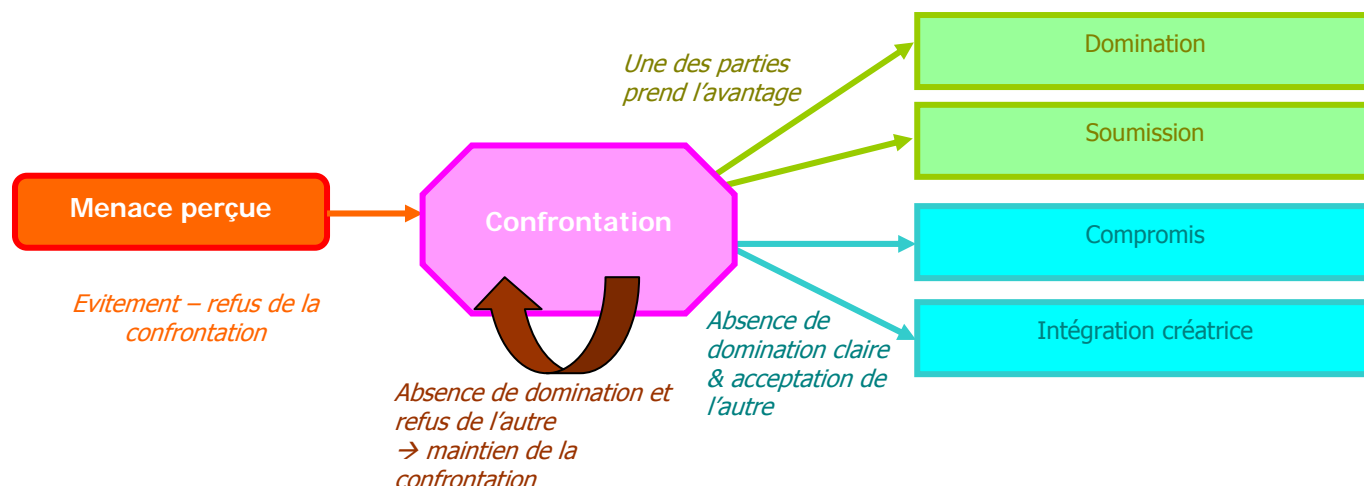 Menace perçue
Evitement – refus de la
confrontation
Confrontation
Absence de domination et
refus de l'autre
→ maintien de la
confrontation
Une des parties
prend l'avantage
Absence de
domination claire
& acceptation de
l'autre
Domination
Soumission
Compromis
Intégration créatrice